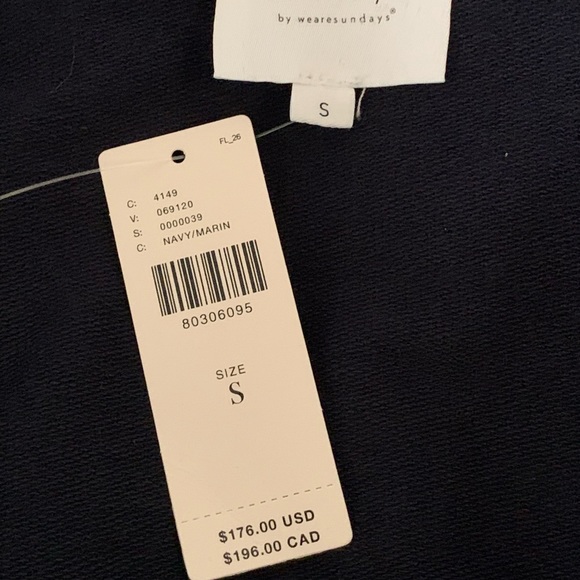 by wearesundays®
S
FL_26
C: 4149
V: 069120
S: 0000039
C: NAVY/MARIN
80306095
SIZE
S
$176.00 USD
$196.00 CAD